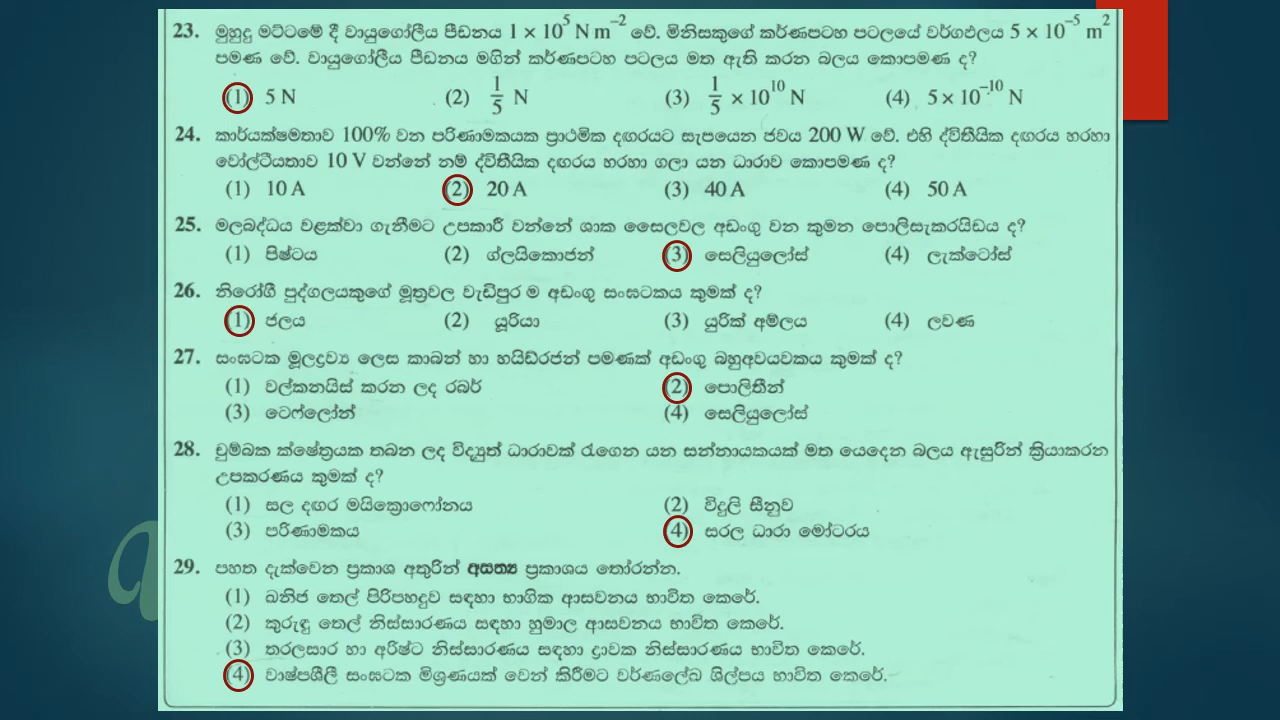 23. මුහුදු මට්ටමේ දී වායුගෝලීය පීඩනය 1 × 10⁵ N m⁻² වේ. මිනිසකුගේ කර්ණපටහ පටලයේ වර්ගඵලය 5 × 10⁻⁵ m²
පමණ වේ. වායුගෝලීය පීඩනය මගින් කර්ණපටහ පටලය මත ඇති කරන බලය කොපමණ ද?
(1) 5 N (2) 1/5 N (3) 1/5 × 10¹⁰ N (4) 5 × 10⁻¹⁰ N
24. කාර්යක්ෂමතාව 100% වන පරිණාමකයක ප්‍රාථමික දඟරයට සැපයෙන ජවය 200 W වේ. එහි ද්විතීයික දඟරය හරහා
වෝල්ටීයතාව 10 V වන්නේ නම් ද්විතීයික දඟරය හරහා ගලා යන ධාරාව කොපමණ ද?
(1) 10 A (2) 20 A (3) 40 A (4) 50 A
25. මලබද්ධය වළක්වා ගැනීමට උපකාරී වන්නේ ශාක සෛලවල අඩංගු වන කුමන පොලිසැකරයිඩය ද?
(1) පිෂ්ටය (2) ග්ලයිකොජන් (3) සෙලියුලෝස් (4) ලැක්ටෝස්
26. නිරෝගී පුද්ගලයකුගේ මූත්‍රවල වැඩිපුර ම අඩංගු සංඝටකය කුමක් ද?
(1) ජලය (2) යූරියා (3) යුරික් අම්ලය (4) ලවණ
27. සංඝටක මූලද්‍රව්‍ය ලෙස කාබන් හා හයිඩ්රජන් පමණක් අඩංගු බහුඅවයවකය කුමක් ද?
(1) වල්කනයිස් කරන ලද රබර් (2) පොලිතීන්
(3) ටෙෆ්ලෝන් (4) සෙලියුලෝස්
28. චුම්බක ක්ෂේත්‍රයක තබන ලද විද්‍යුත් ධාරාවක් රැගෙන යන සන්නායකයක් මත යෙදෙන බලය ඇසුරින් ක්‍රියාකරන
උපකරණය කුමක් ද?
(1) සල දඟර මයික්‍රොෆෝනය (2) විදුලි සීනුව
(3) පරිණාමකය (4) සරල ධාරා මෝටරය
29. පහත දැක්වෙන ප්‍රකාශ අතුරින් අසත්‍ය ප්‍රකාශය තෝරන්න.
(1) ඛනිජ තෙල් පිරිපහදුව සඳහා භාගික ආසවනය භාවිත කෙරේ.
(2) කුරුඳු තෙල් නිස්සාරණය සඳහා හුමාල ආසවනය භාවිත කෙරේ.
(3) තරලසාර හා අරිෂ්ට නිස්සාරණය සඳහා ද්‍රාවක නිස්සාරණය භාවිත කෙරේ.
(4) වාෂ්පශීලී සංඝටක මිශ්‍රණයක් වෙන් කිරීමට වර්ණලේඛ ශිල්පය භාවිත කෙරේ.